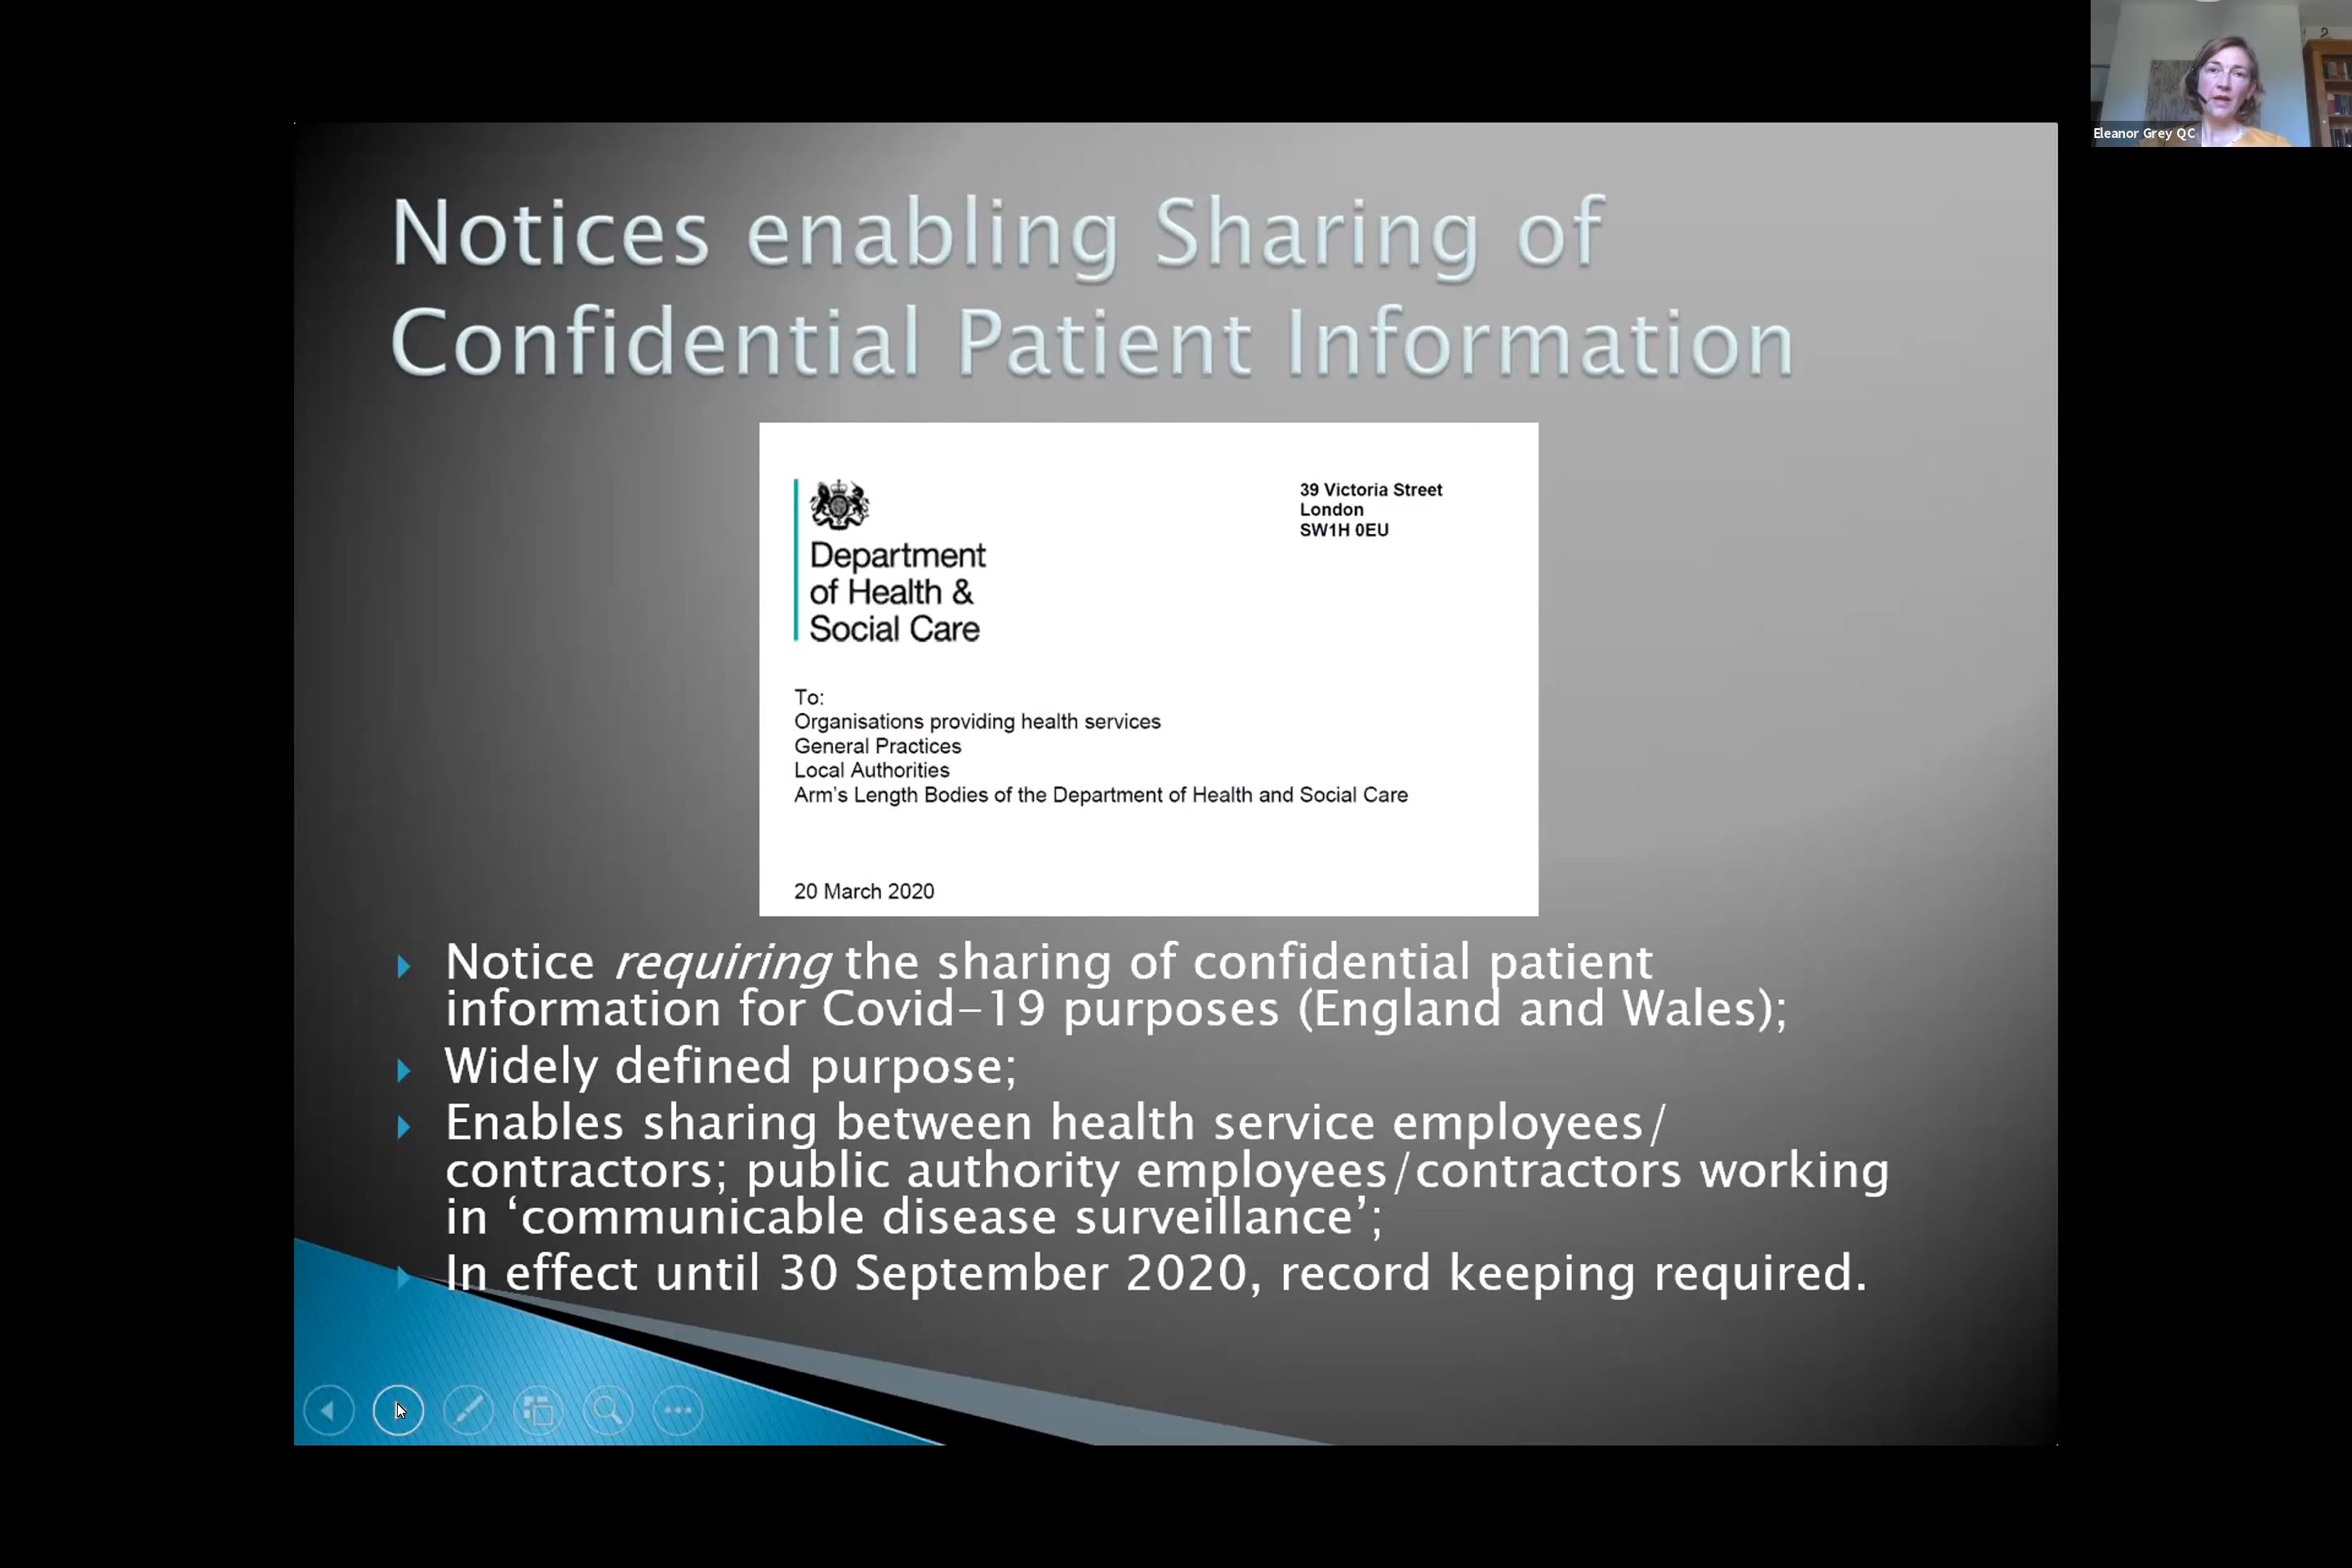 Eleanor Grey QC
Notices enabling Sharing of
Confidential Patient Information
Department
of Health &
Social Care
39 Victoria Street
London
SW1H 0EU
To:
Organisations providing health services
General Practices
Local Authorities
Arm's Length Bodies of the Department of Health and Social Care
20 March 2020
Notice requiring the sharing of confidential patient
information for Covid-19 purposes (England and Wales);
Widely defined purpose;
Enables sharing between health service employees/
contractors; public authority employees/contractors working
in ‘communicable disease surveillance’;
In effect until 30 September 2020, record keeping required.